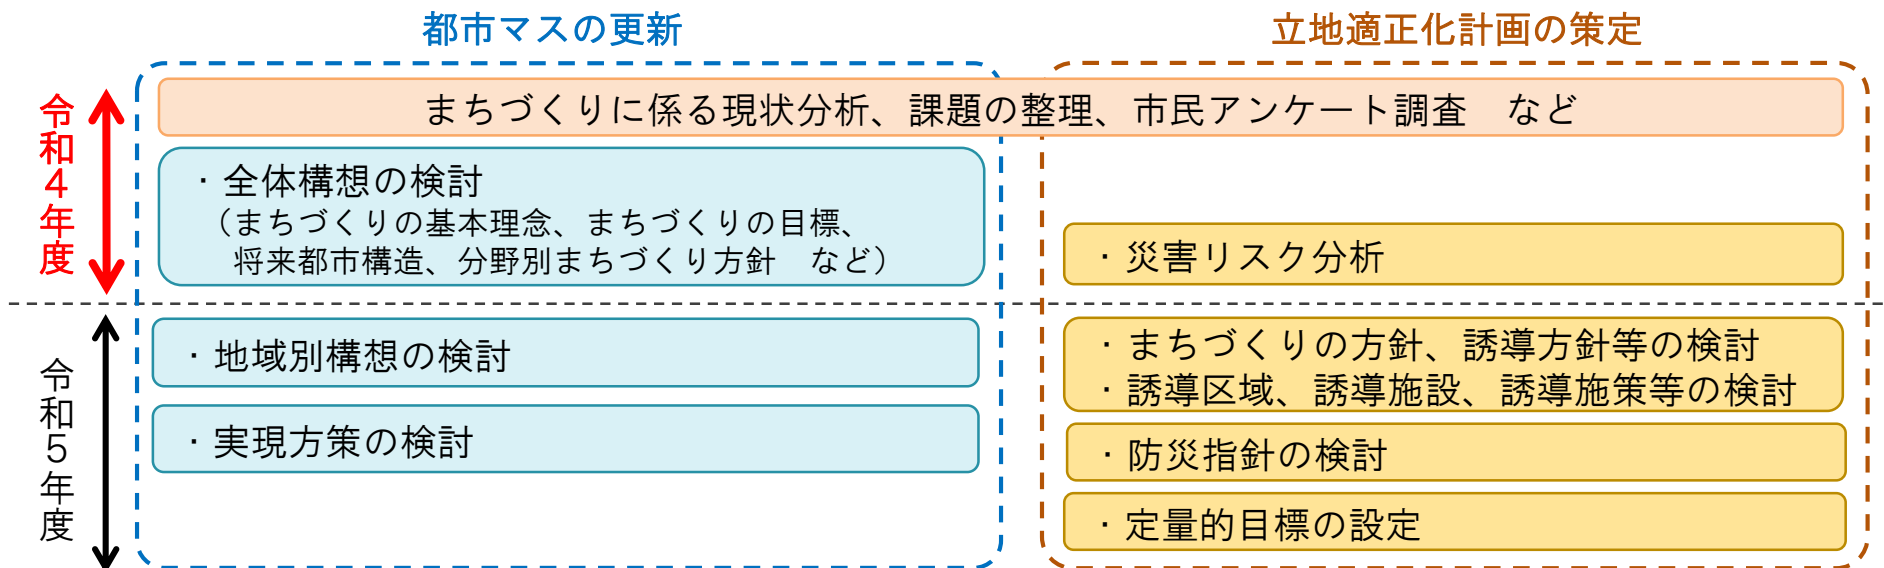 都市マスの更新
立地適正化計画の策定
令和4年度
まちづくりに係る現状分析、課題の整理、市民アンケート調査　など
・全体構想の検討
（まちづくりの基本理念、まちづくりの目標、
将来都市構造、分野別まちづくり方針　など）
・災害リスク分析
令和5年度
・地域別構想の検討
・実現方策の検討
・まちづくりの方針、誘導方針等の検討
・誘導区域、誘導施設、誘導施策等の検討
・防災指針の検討
・定量的目標の設定